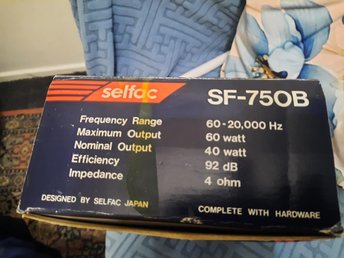 selfac SF-750B
Frequency Range 60-20,000 Hz
Maximum Output 60 watt
Nominal Output 40 watt
Efficiency 92 dB
Impedance 4 ohm
DESIGNED BY SELFAC JAPAN COMPLETE WITH HARDWARE